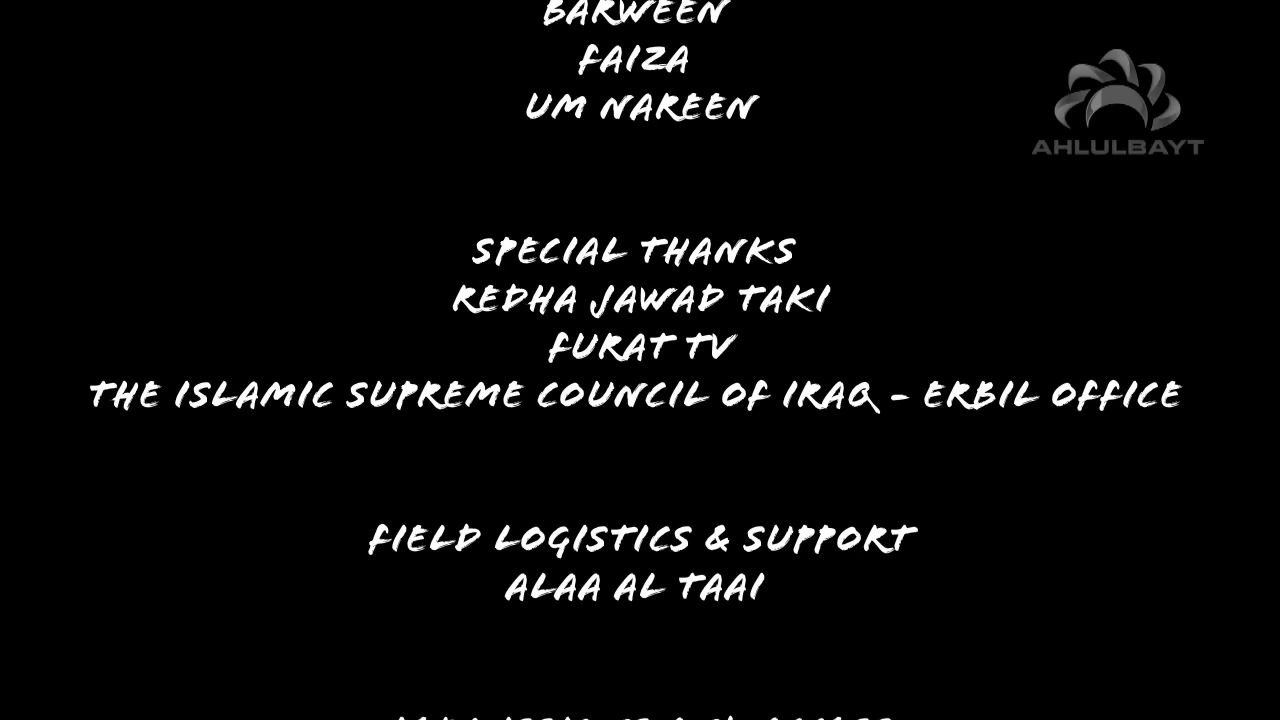 BARWEEN
FAIZA
UM NAREEN
AHLULBAYT
SPECIAL THANKS
REDHA JAWAD TAKI
FURAT TV
THE ISLAMIC SUPREME COUNCIL OF IRAQ - ERBIL OFFICE
FIELD LOGISTICS & SUPPORT
ALAA AL TAAI